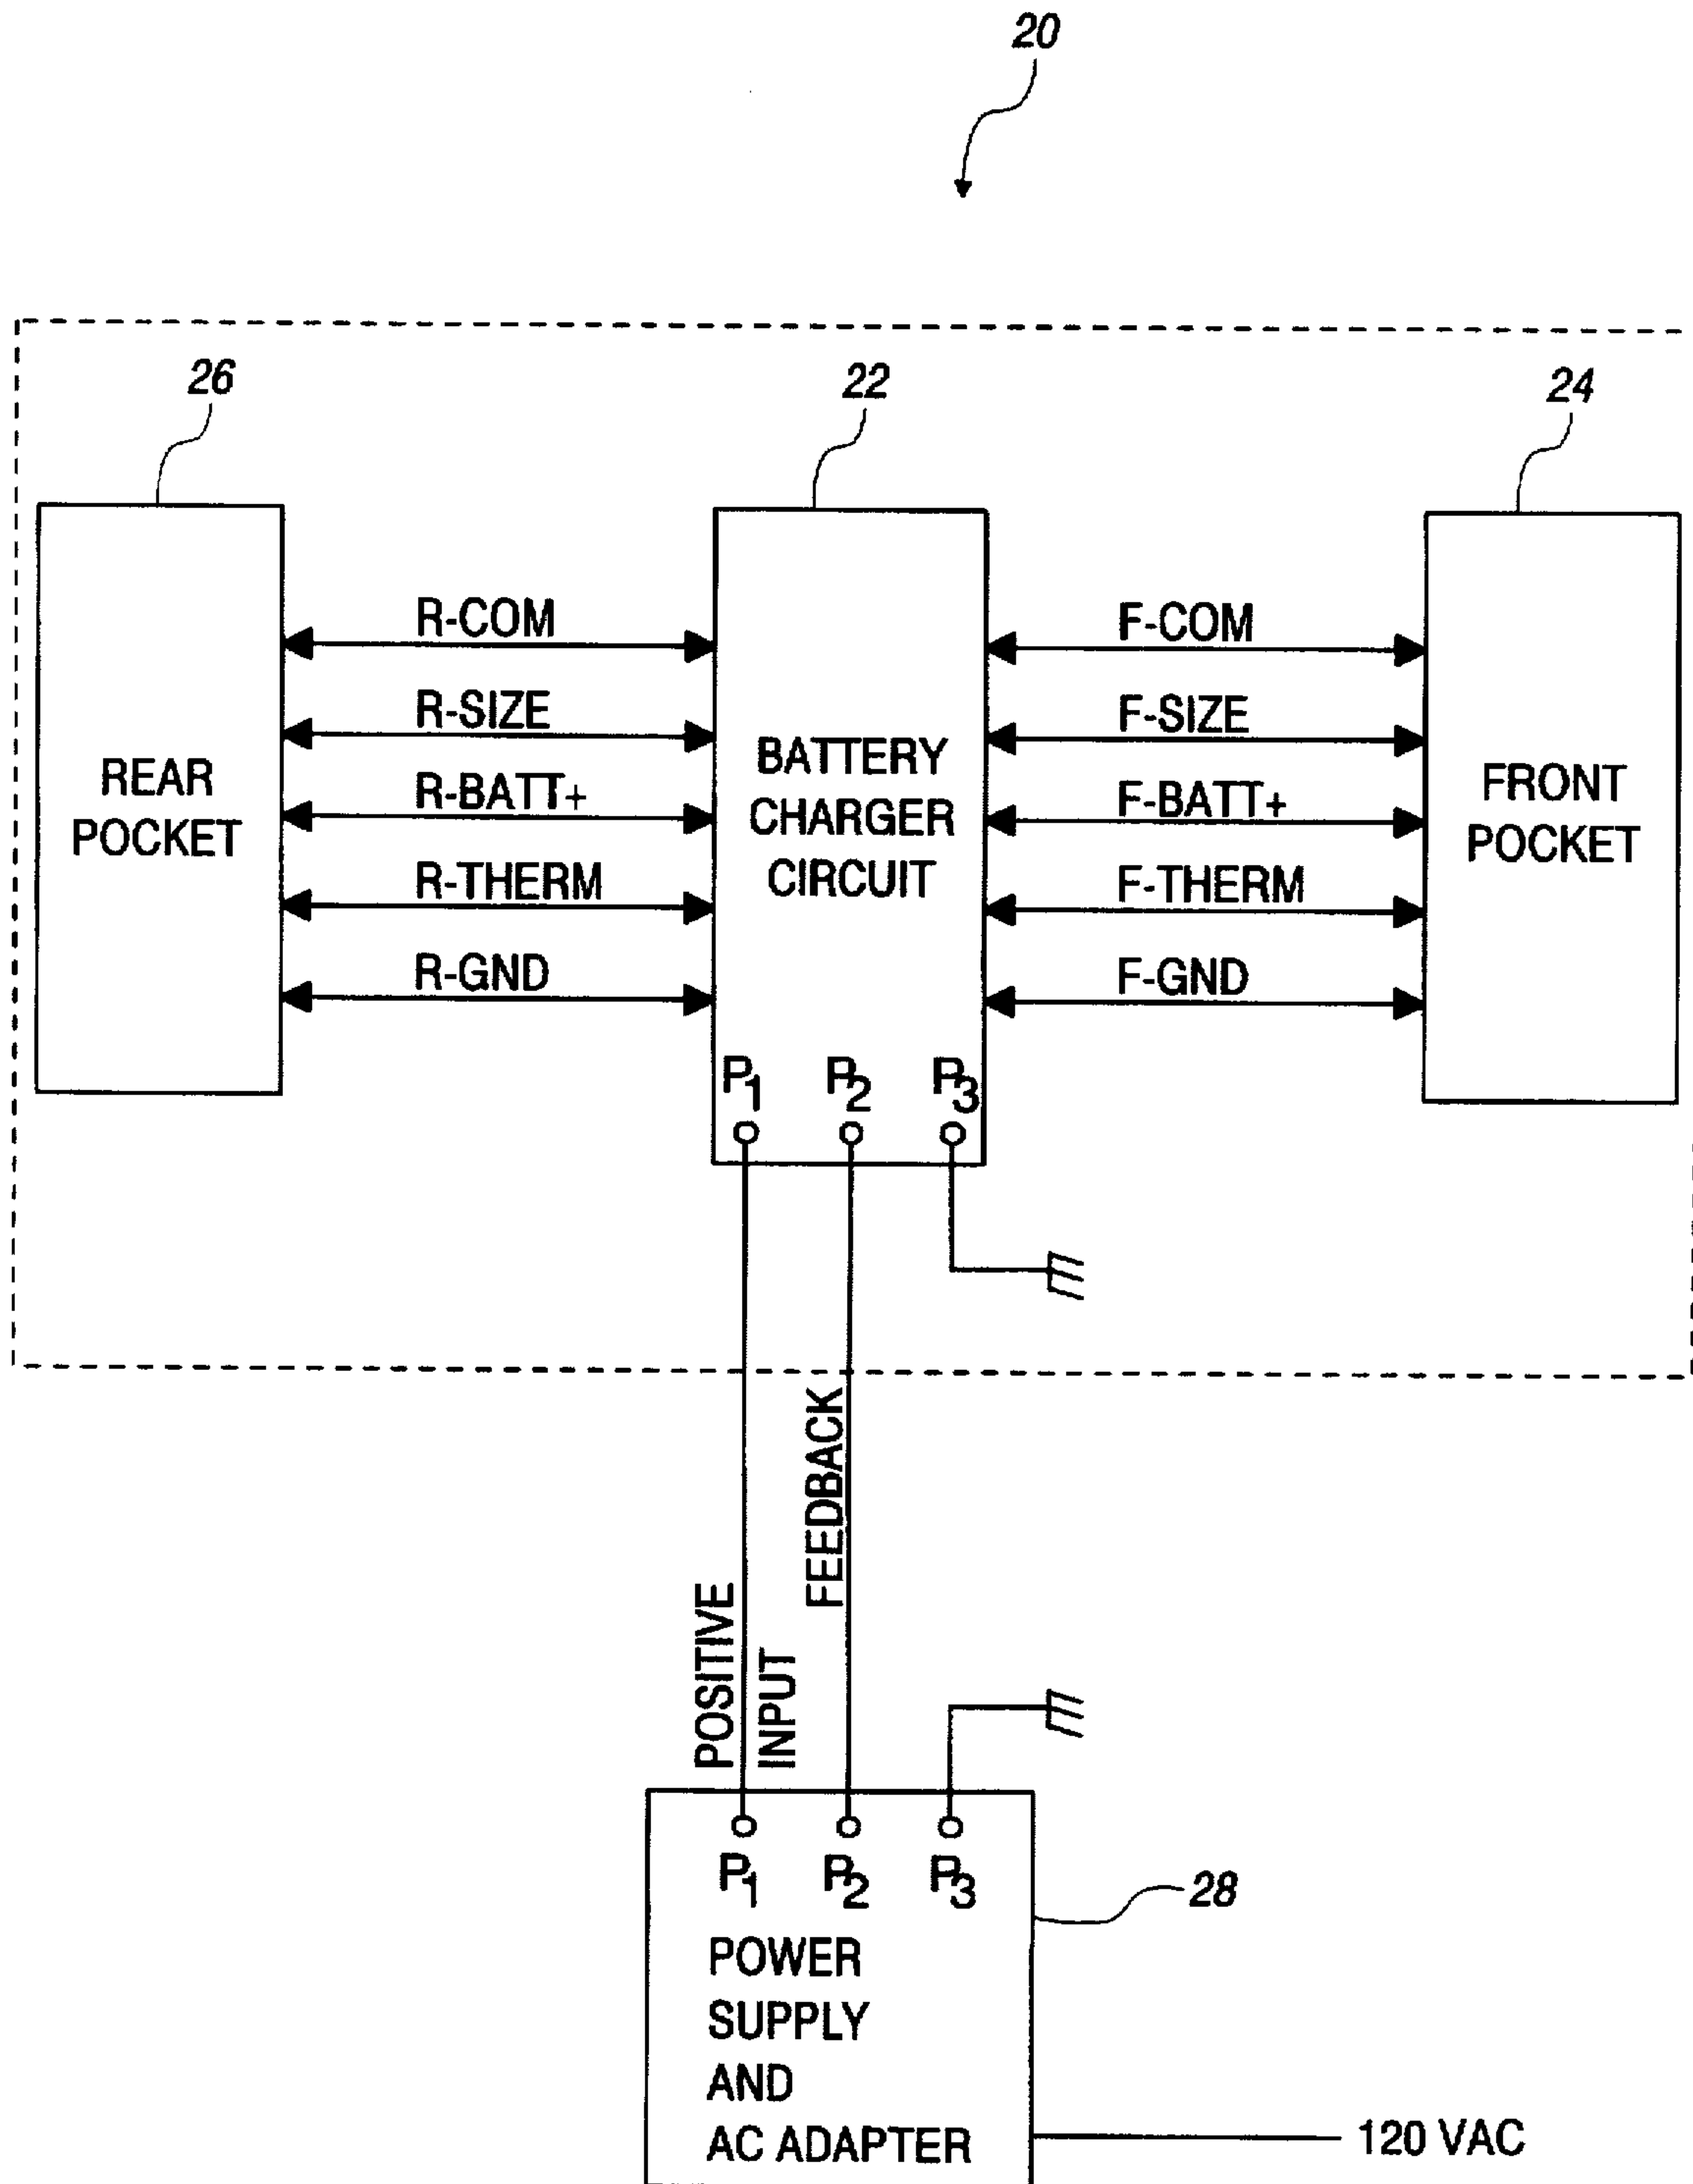 20
26
22
24
R-COM
F-COM
R-SIZE
F-SIZE
REAR
POCKET
BATTERY
CHARGER
CIRCUIT
FRONT
POCKET
R-BATT+
F-BATT+
R-THERM
F-THERM
R-GND
F-GND
P1 P2 P3
FEEDBACK
POSITIVE
INPUT
P1 P2 P3
28
POWER
SUPPLY
AND
AC ADAPTER
120 VAC